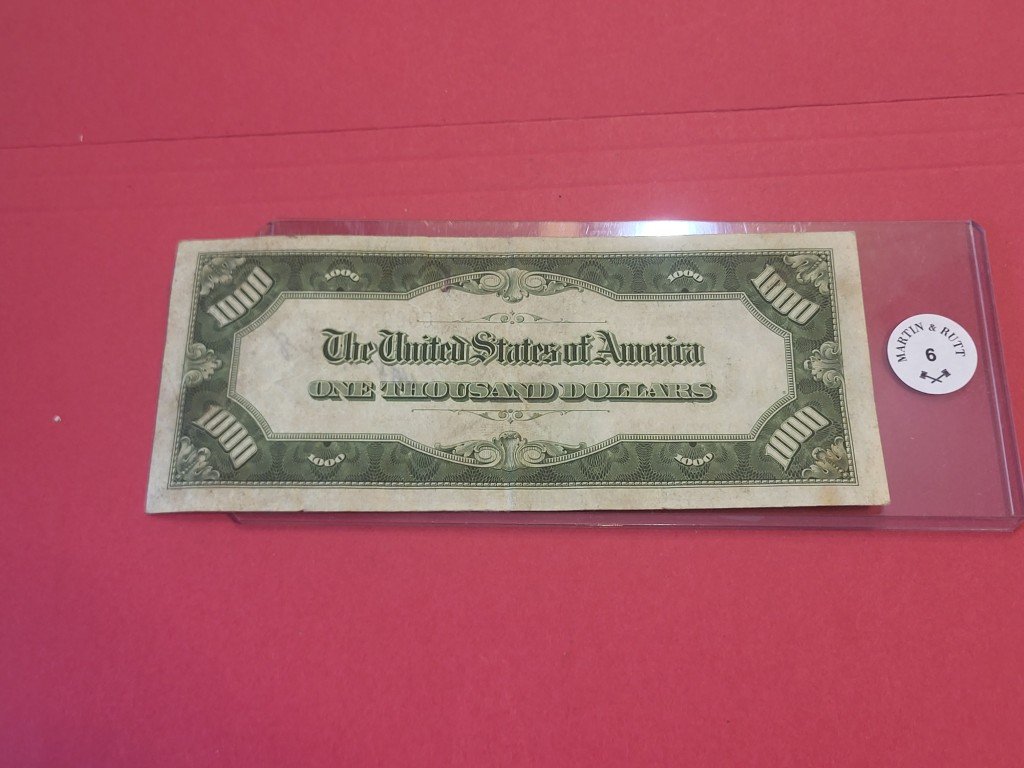 1000 1000 1000 1000
The United States of America
ONE THOUSAND DOLLARS
1000 1000 1000 1000
MARTIN & RUTT
6